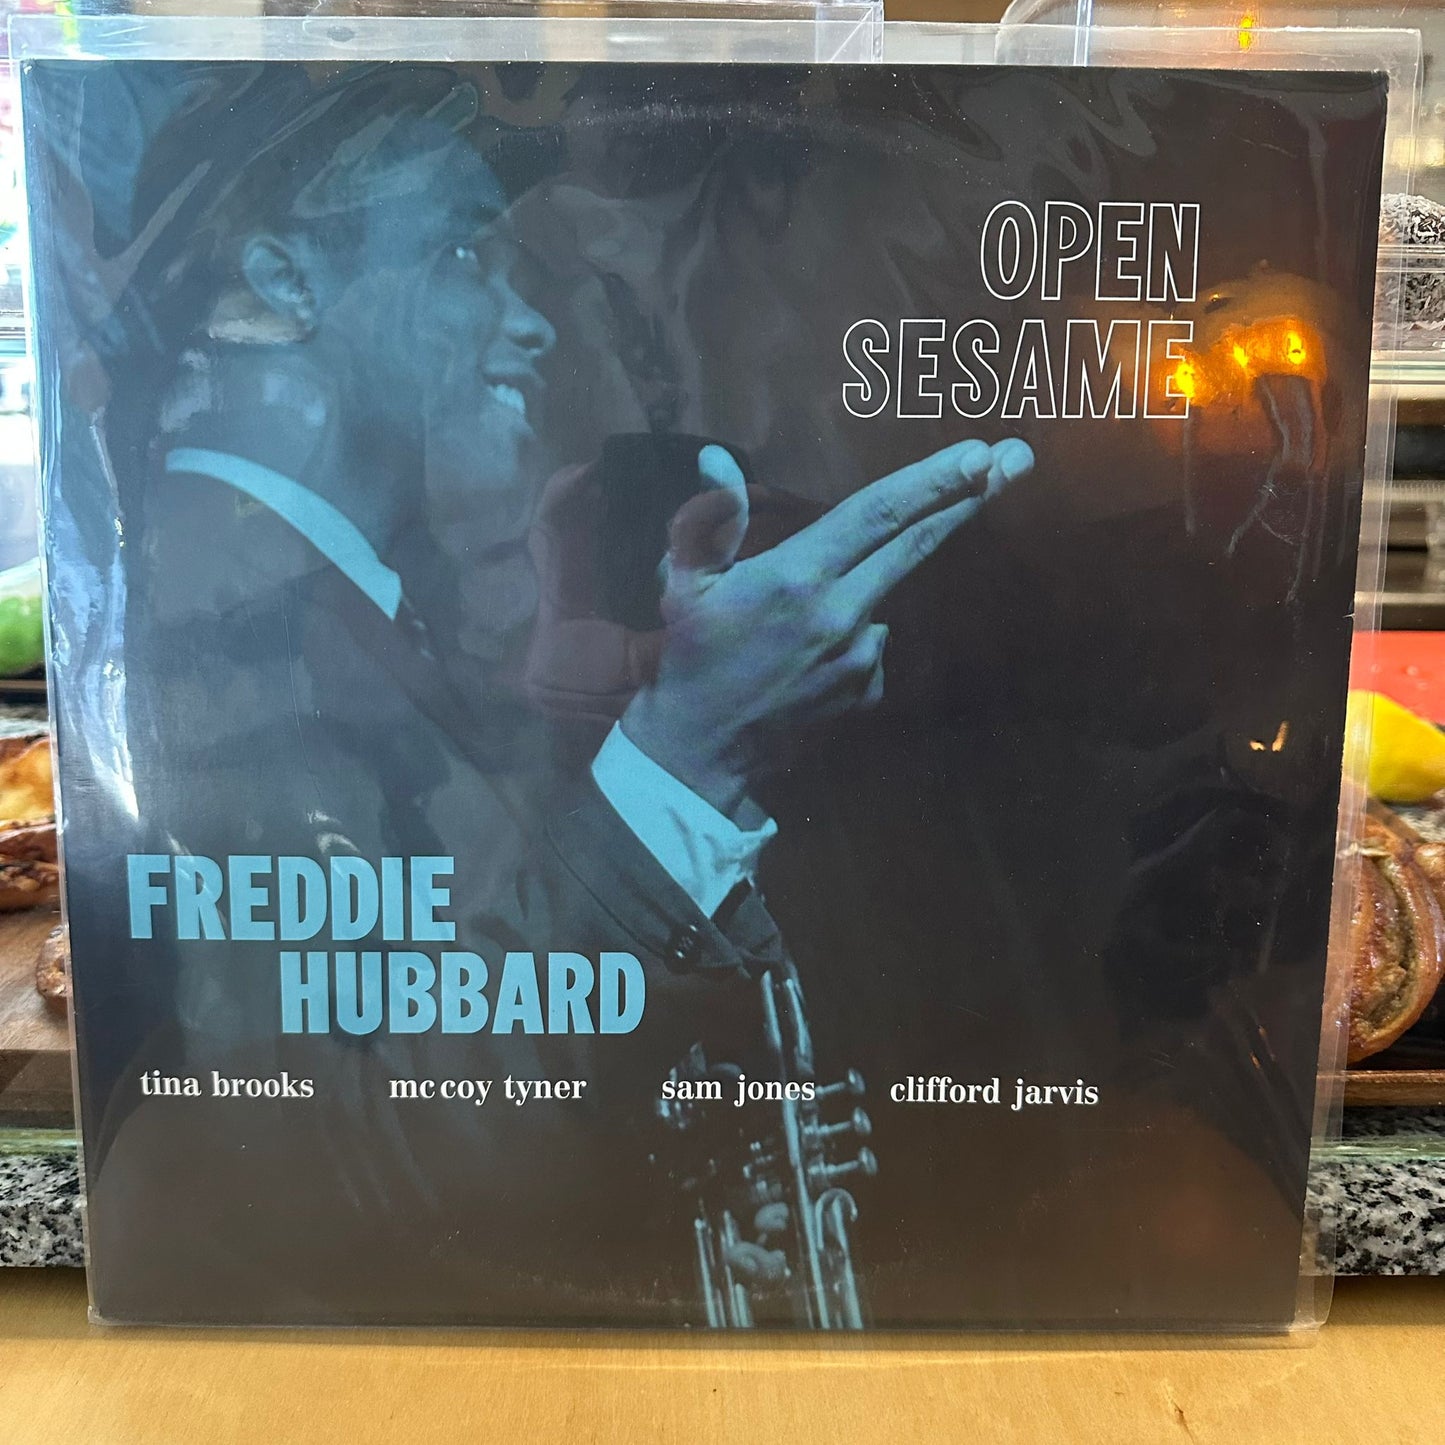 OPEN
SESAME
FREDDIE
HUBBARD
tina brooks mc coy tyner sam jones clifford jarvis